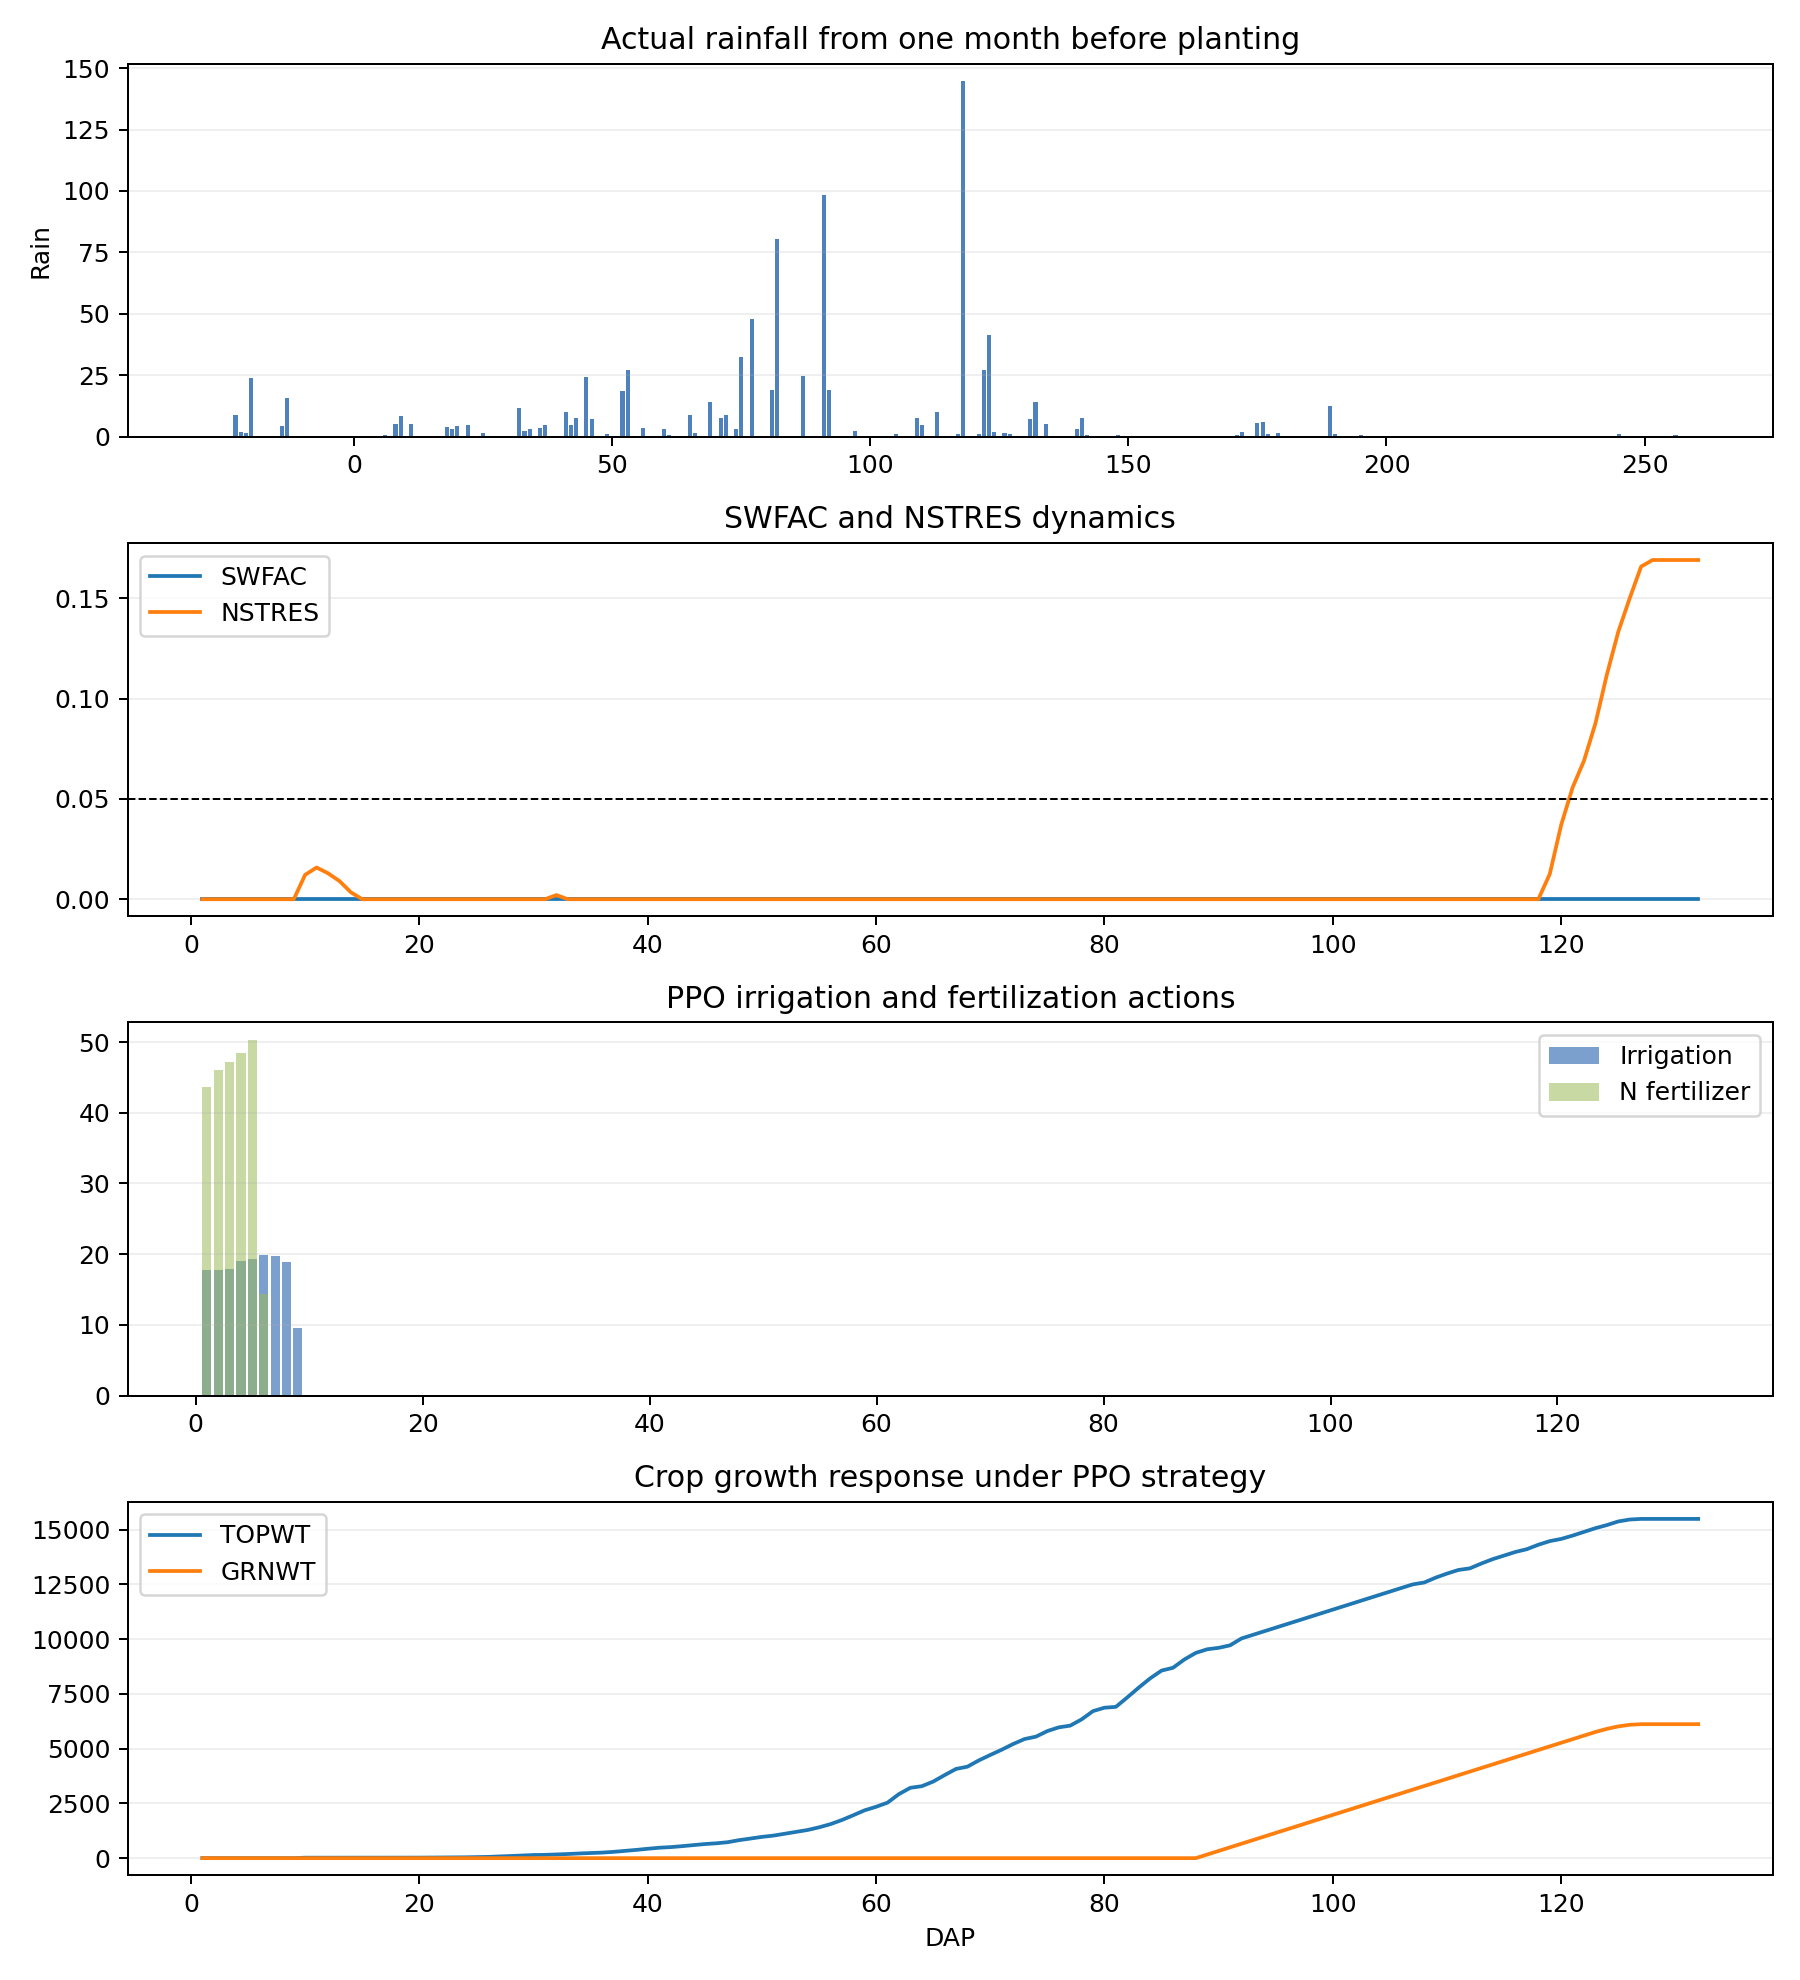 Actual rainfall from one month before planting
150
125
100
75
50
25
0
Rain
0 50 100 150 200 250
SWFAC and NSTRES dynamics
SWFAC
NSTRES
0.15
0.10
0.05
0.00
0 20 40 60 80 100 120
PPO irrigation and fertilization actions
Irrigation
N fertilizer
50
40
30
20
10
0
0 20 40 60 80 100 120
Crop growth response under PPO strategy
TOPWT
GRNWT
15000
12500
10000
7500
5000
2500
0
0 20 40 60 80 100 120
DAP